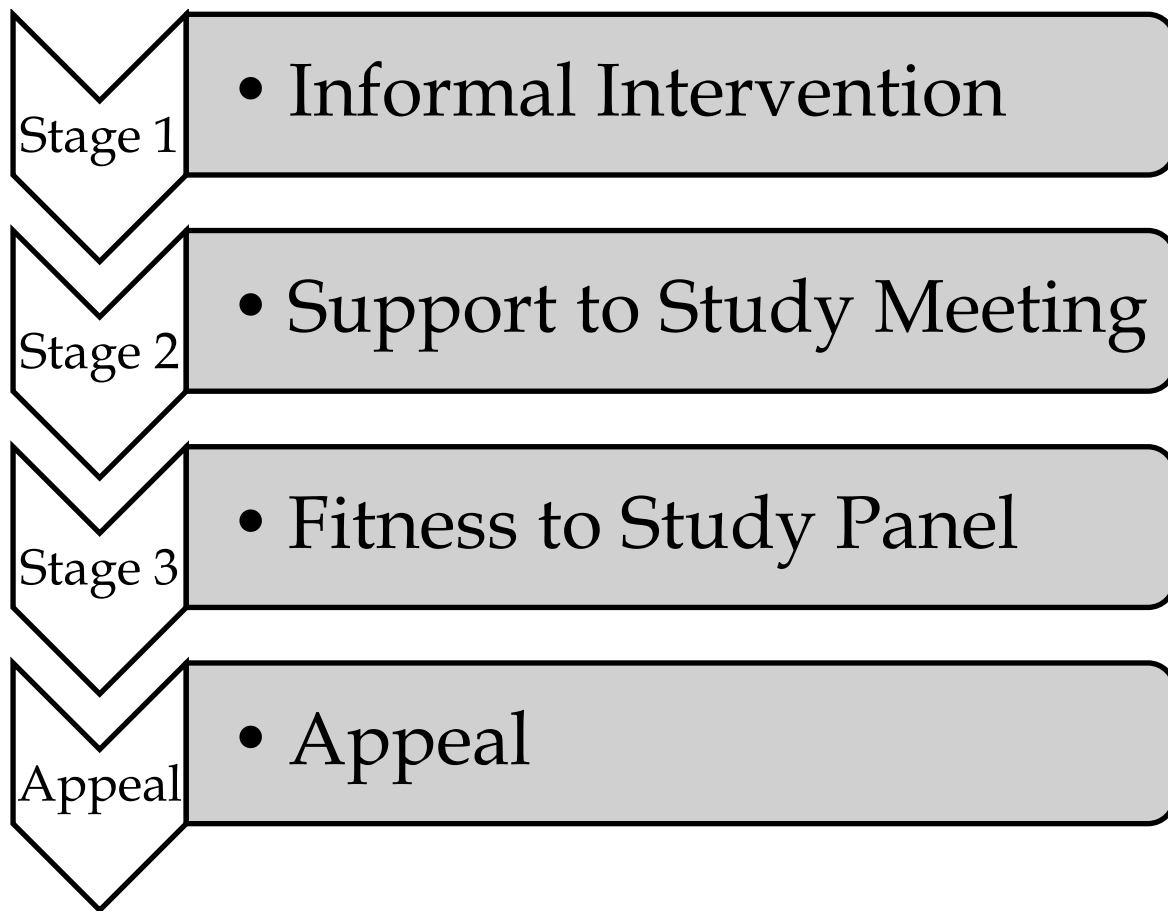 Stage 1
• Informal Intervention
Stage 2
• Support to Study Meeting
Stage 3
• Fitness to Study Panel
Appeal
• Appeal